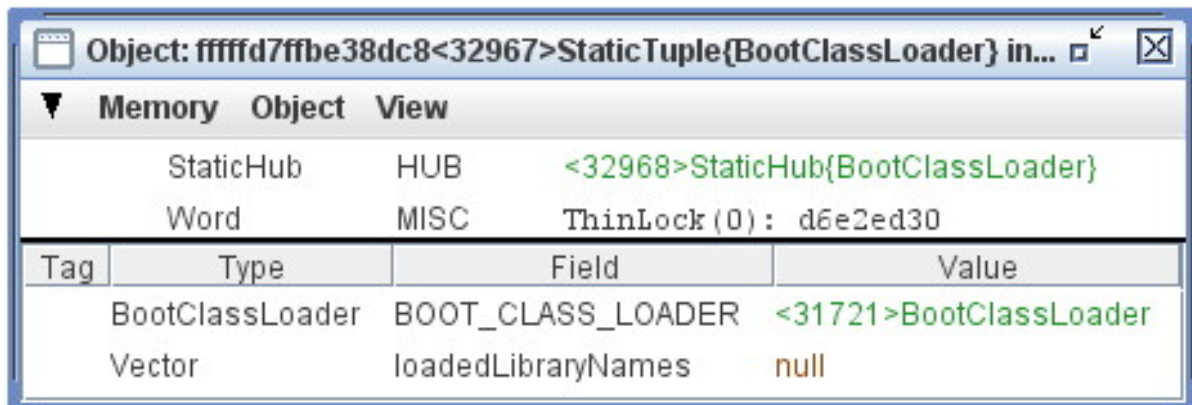 Object: fffffd7ffbe38dc8<32967>StaticTuple{BootClassLoader} in...
Memory Object View
StaticHub HUB <32968>StaticHub{BootClassLoader}
Word MISC ThinLock(0): d6e2ed30
Tag Type Field Value
BootClassLoader BOOT_CLASS_LOADER <31721>BootClassLoader
Vector loadedLibraryNames null